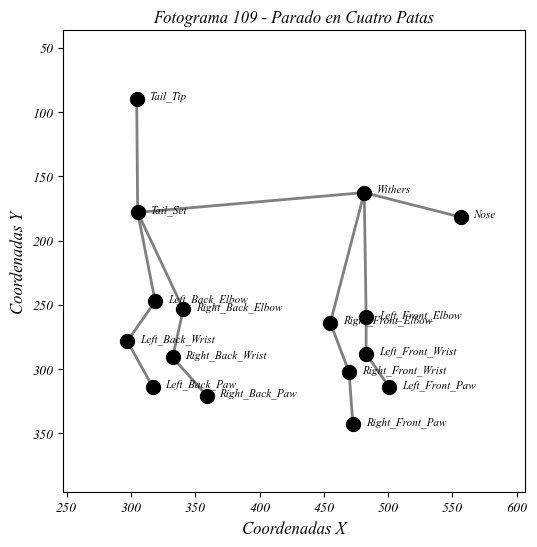 Fotograma 109 - Parado en Cuatro Patas
50
100
150
200
250
300
350
Coordenadas Y
Tail_Tip
Withers
Tail_Set
Nose
Left_Back_Elbow
Right_Back_Elbow
Left_Front_Elbow
Right_Front_Elbow
Left_Back_Wrist
Left_Front_Wrist
Right_Back_Wrist
Right_Front_Wrist
Left_Back_Paw
Left_Front_Paw
Right_Back_Paw
Right_Front_Paw
250 300 350 400 450 500 550 600
Coordenadas X